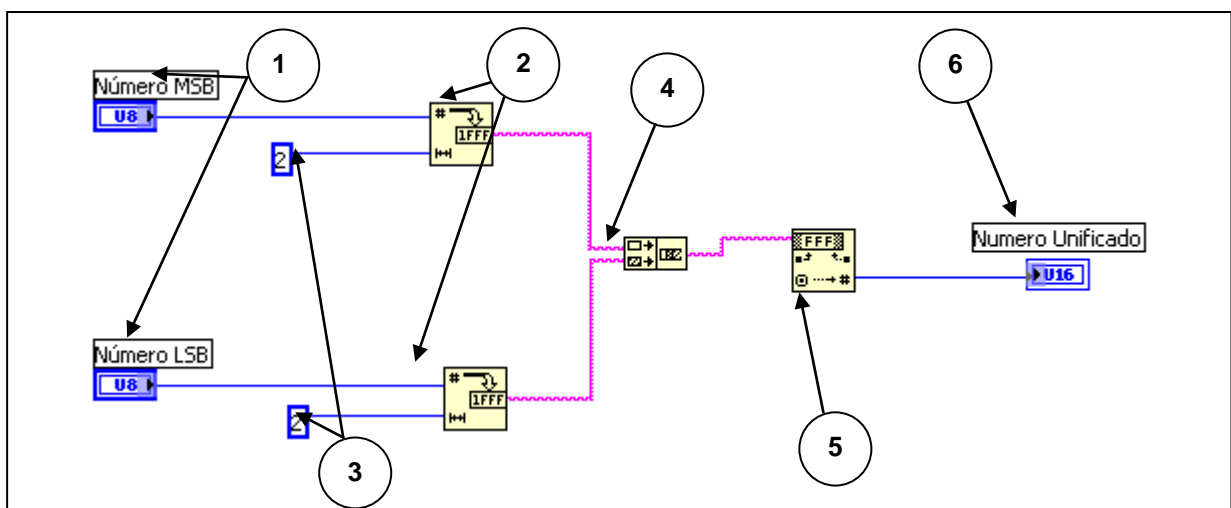 1
2
4
6
Número MSB
U8
#
1FFF
2
FFF
#
Numero Unificado
U16
Número LSB
U8
#
1FFF
2
3
5